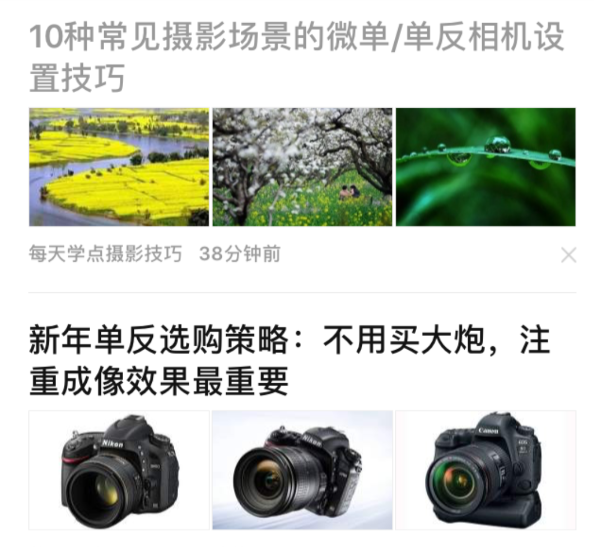 10种常见摄影场景的微单/单反相机设
置技巧
每天学点摄影技巧 38分钟前
新年单反选购策略：不用买大炮，注
重成像效果最重要
Nikon
Nikon
Canon